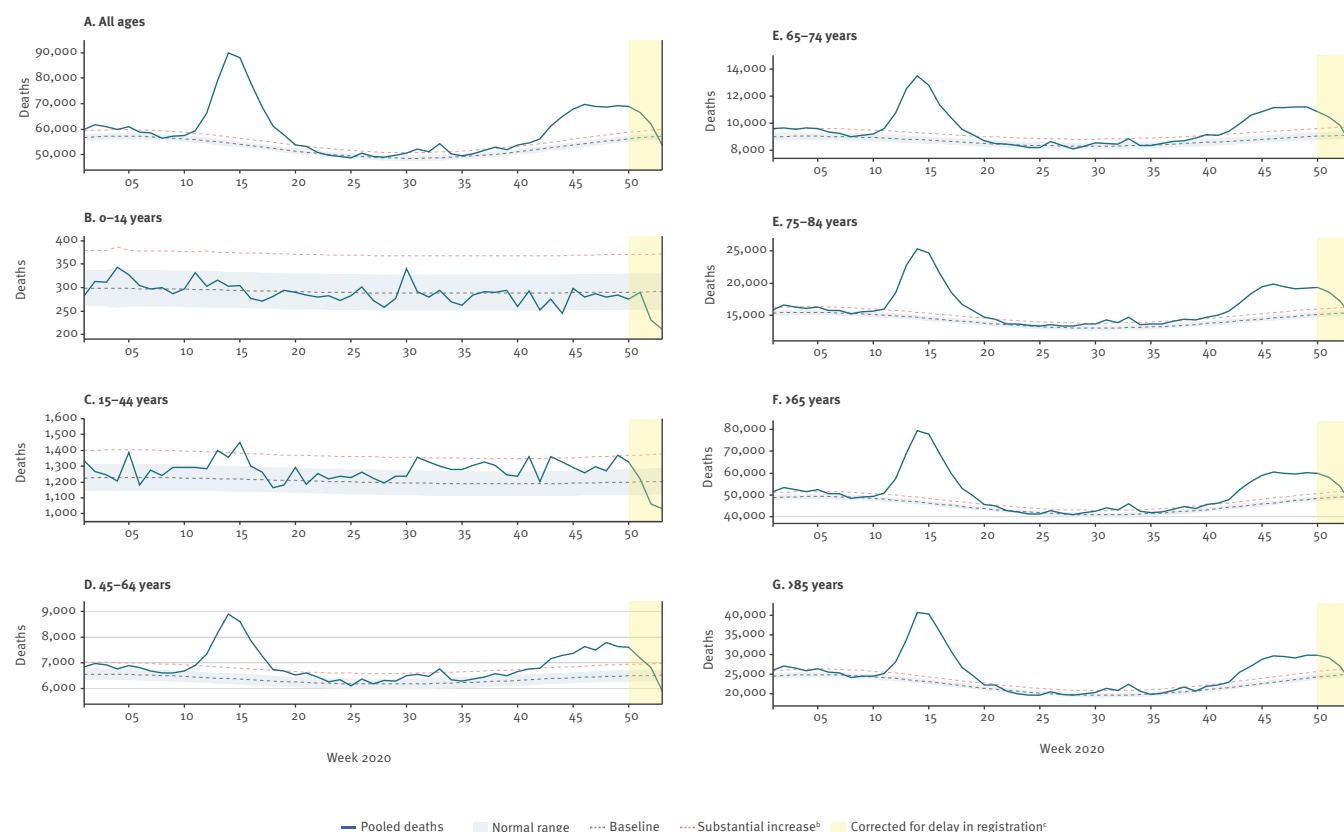 A. All ages
90,000
80,000
70,000
60,000
50,000
Deaths
05 10 15 20 25 30 35 40 45 50
B. 0–14 years
400
350
300
250
200
Deaths
05 10 15 20 25 30 35 40 45 50
C. 15–44 years
1,600
1,500
1,400
1,300
1,200
1,100
1,000
Deaths
05 10 15 20 25 30 35 40 45 50
D. 45–64 years
9,000
8,000
7,000
6,000
Deaths
05 10 15 20 25 30 35 40 45 50
Week 2020
E. 65–74 years
14,000
12,000
10,000
8,000
Deaths
05 10 15 20 25 30 35 40 45 50
E. 75–84 years
25,000
20,000
15,000
Deaths
05 10 15 20 25 30 35 40 45 50
F. >65 years
80,000
70,000
60,000
50,000
40,000
Deaths
05 10 15 20 25 30 35 40 45 50
G. >85 years
40,000
35,000
30,000
25,000
20,000
Deaths
05 10 15 20 25 30 35 40 45 50
Week 2020
Pooled deaths Normal range Baseline Substantial increaseᵇ Corrected for delay in registrationᶜ